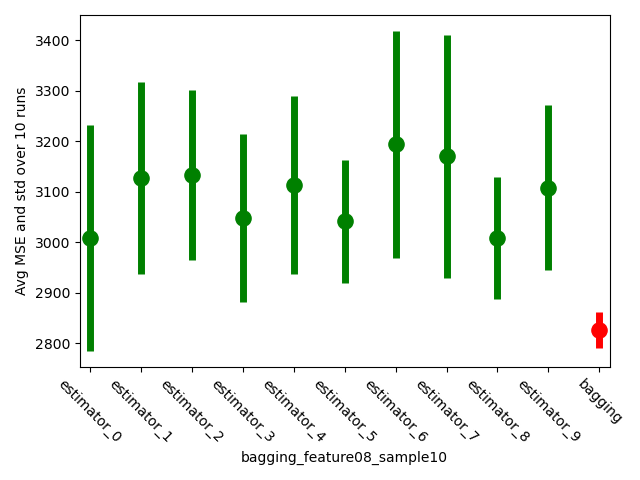 3400
3300
3200
3100
3000
2900
2800
Avg MSE and std over 10 runs
estimator_0
estimator_1
estimator_2
estimator_3
estimator_4
estimator_5
estimator_6
estimator_7
estimator_8
estimator_9
bagging
bagging_feature08_sample10